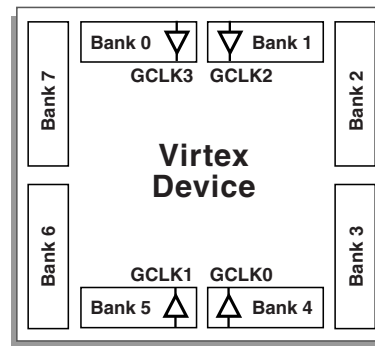 Bank 0
Bank 1
GCLK3
GCLK2
Bank 7
Bank 2
Virtex
Device
Bank 6
Bank 3
GCLK1
GCLK0
Bank 5
Bank 4